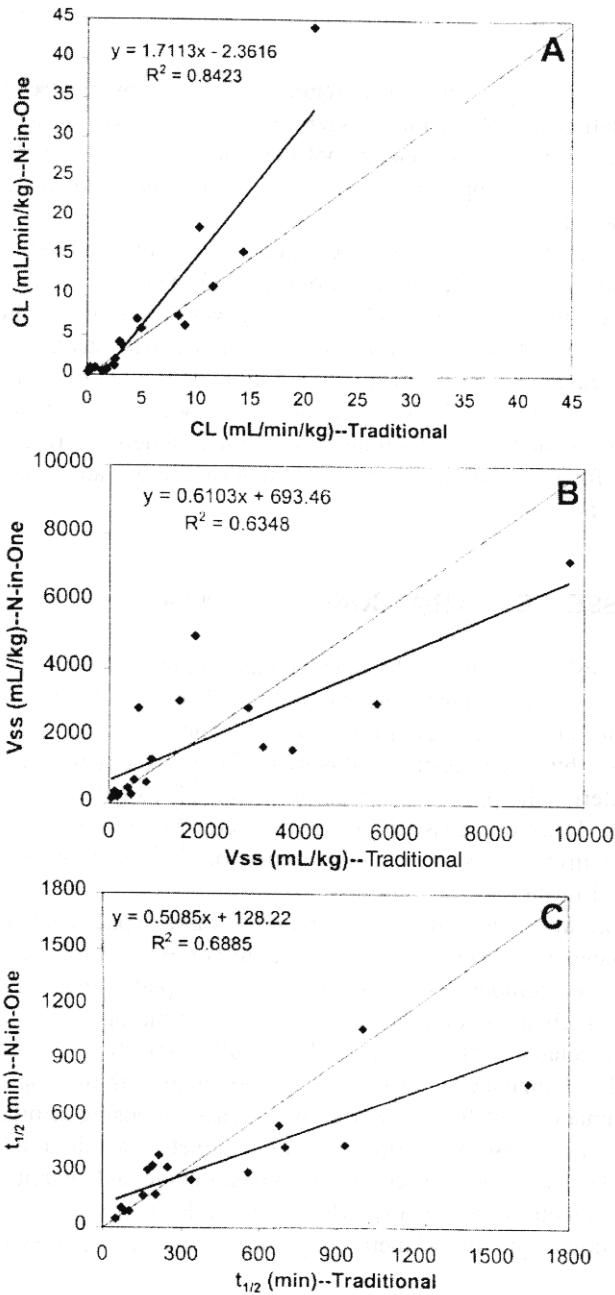 45
40
35
30
25
20
15
10
5
0
CL (mL/min/kg)--N-in-One
y = 1.7113x - 2.3616
R² = 0.8423
A
0 5 10 15 20 25 30 35 40 45
CL (mL/min/kg)--Traditional
10000
8000
6000
4000
2000
0
Vss (mL//kg)--N-in-One
y = 0.6103x + 693.46
R² = 0.6348
B
0 2000 4000 6000 8000 10000
Vss (mL/kg)--Traditional
1800
1500
1200
900
600
300
0
t1/2 (min)--N-in-One
y = 0.5085x + 128.22
R² = 0.6885
C
0 300 600 900 1200 1500 1800
t1/2 (min)--Traditional